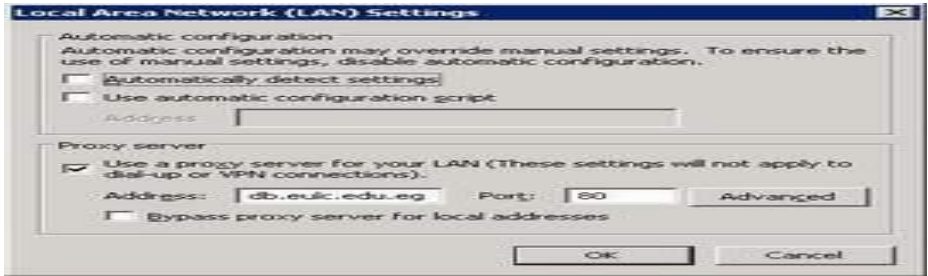 Local Area Network (LAN) Settings
Automatic configuration
Automatic configuration may override manual settings. To ensure the
use of manual settings, disable automatic configuration.
Automatically detect settings
Use automatic configuration script
Address
Proxy server
Use a proxy server for your LAN (These settings will not apply to
dial-up or VPN connections).
Address: db.eulc.edu.eg Port: 80 Advanced
Bypass proxy server for local addresses
OK Cancel